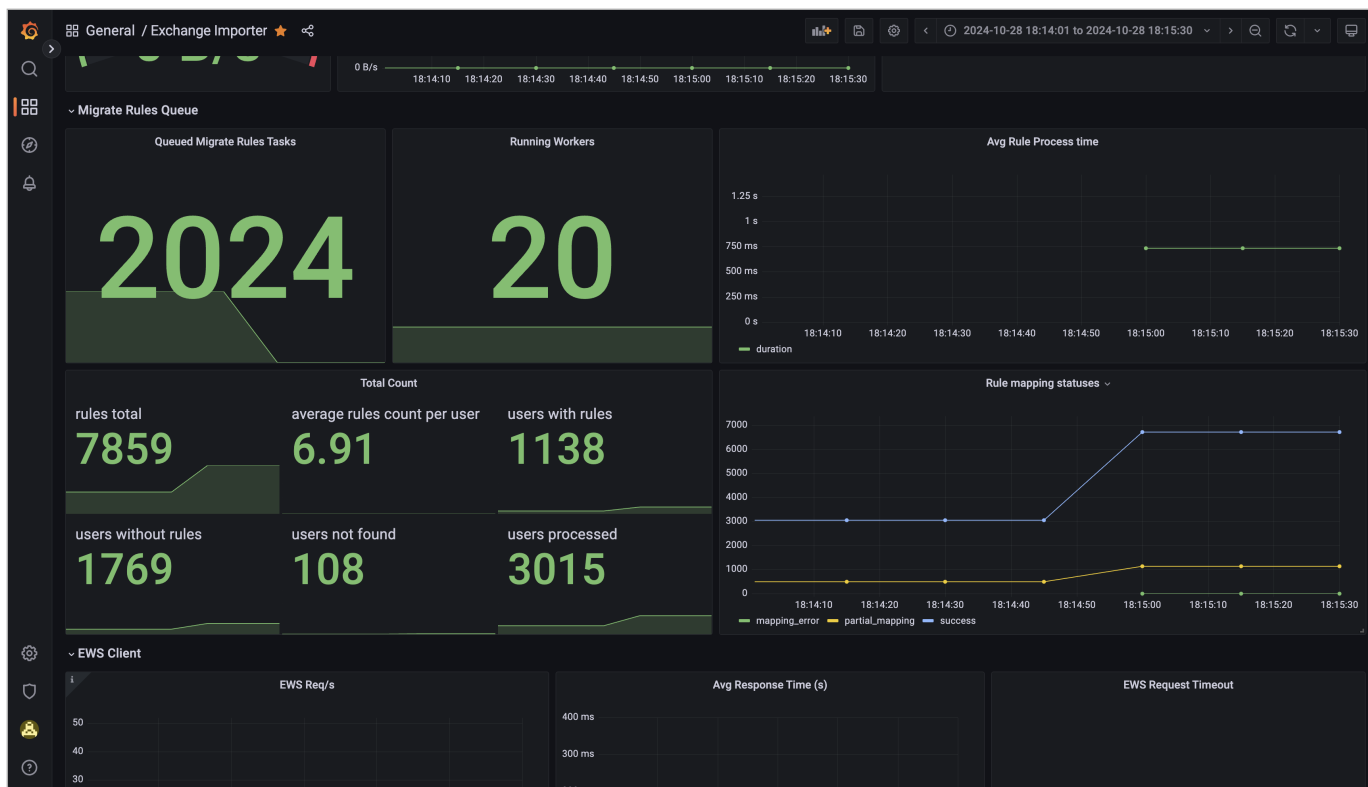 General / Exchange Importer
2024-10-28 18:14:01 to 2024-10-28 18:15:30
0 B/s
18:14:10 18:14:20 18:14:30 18:14:40 18:14:50 18:15:00 18:15:10 18:15:20 18:15:30
Migrate Rules Queue
Queued Migrate Rules Tasks
2024
Running Workers
20
Avg Rule Process time
1.25 s
1 s
750 ms
500 ms
250 ms
0 s
18:14:10 18:14:20 18:14:30 18:14:40 18:14:50 18:15:00 18:15:10 18:15:20 18:15:30
duration
Total Count
rules total
7859
average rules count per user
6.91
users with rules
1138
users without rules
1769
users not found
108
users processed
3015
Rule mapping statuses
7000
6000
5000
4000
3000
2000
1000
0
18:14:10 18:14:20 18:14:30 18:14:40 18:14:50 18:15:00 18:15:10 18:15:20 18:15:30
mapping_error partial_mapping success
EWS Client
i
EWS Req/s
50
40
30
Avg Response Time (s)
400 ms
300 ms
EWS Request Timeout